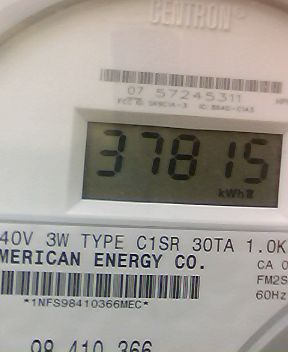 CENTRON®
07 57245311
37815
kWh
40V 3W TYPE C1SR 30TA 1.0K
MERICAN ENERGY CO.
CA 0
FM2S
60Hz
*1NFS98410366MEC*
98 410 366